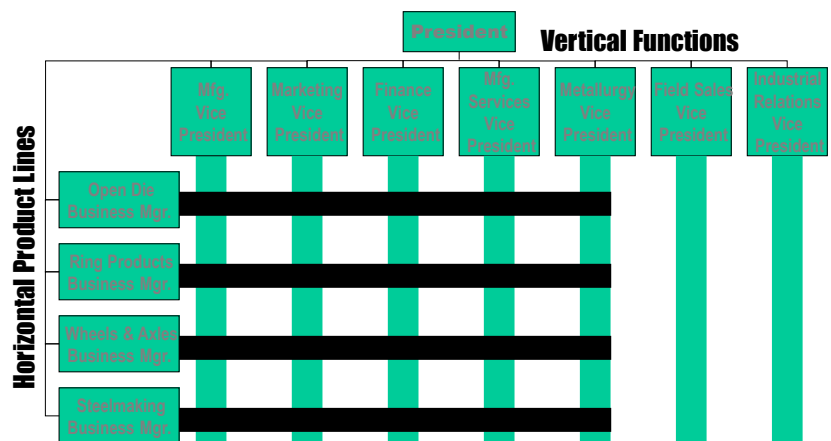 President
Vertical Functions
Mfg.
Vice
President
Marketing
Vice
President
Finance
Vice
President
Mfg.
Services
Vice
President
Metallurgy
Vice
President
Field Sales
Vice
President
Industrial
Relations
Vice
President
Horizontal Product Lines
Open Die
Business Mgr.
Ring Products
Business Mgr.
Wheels & Axles
Business Mgr.
Steelmaking
Business Mgr.